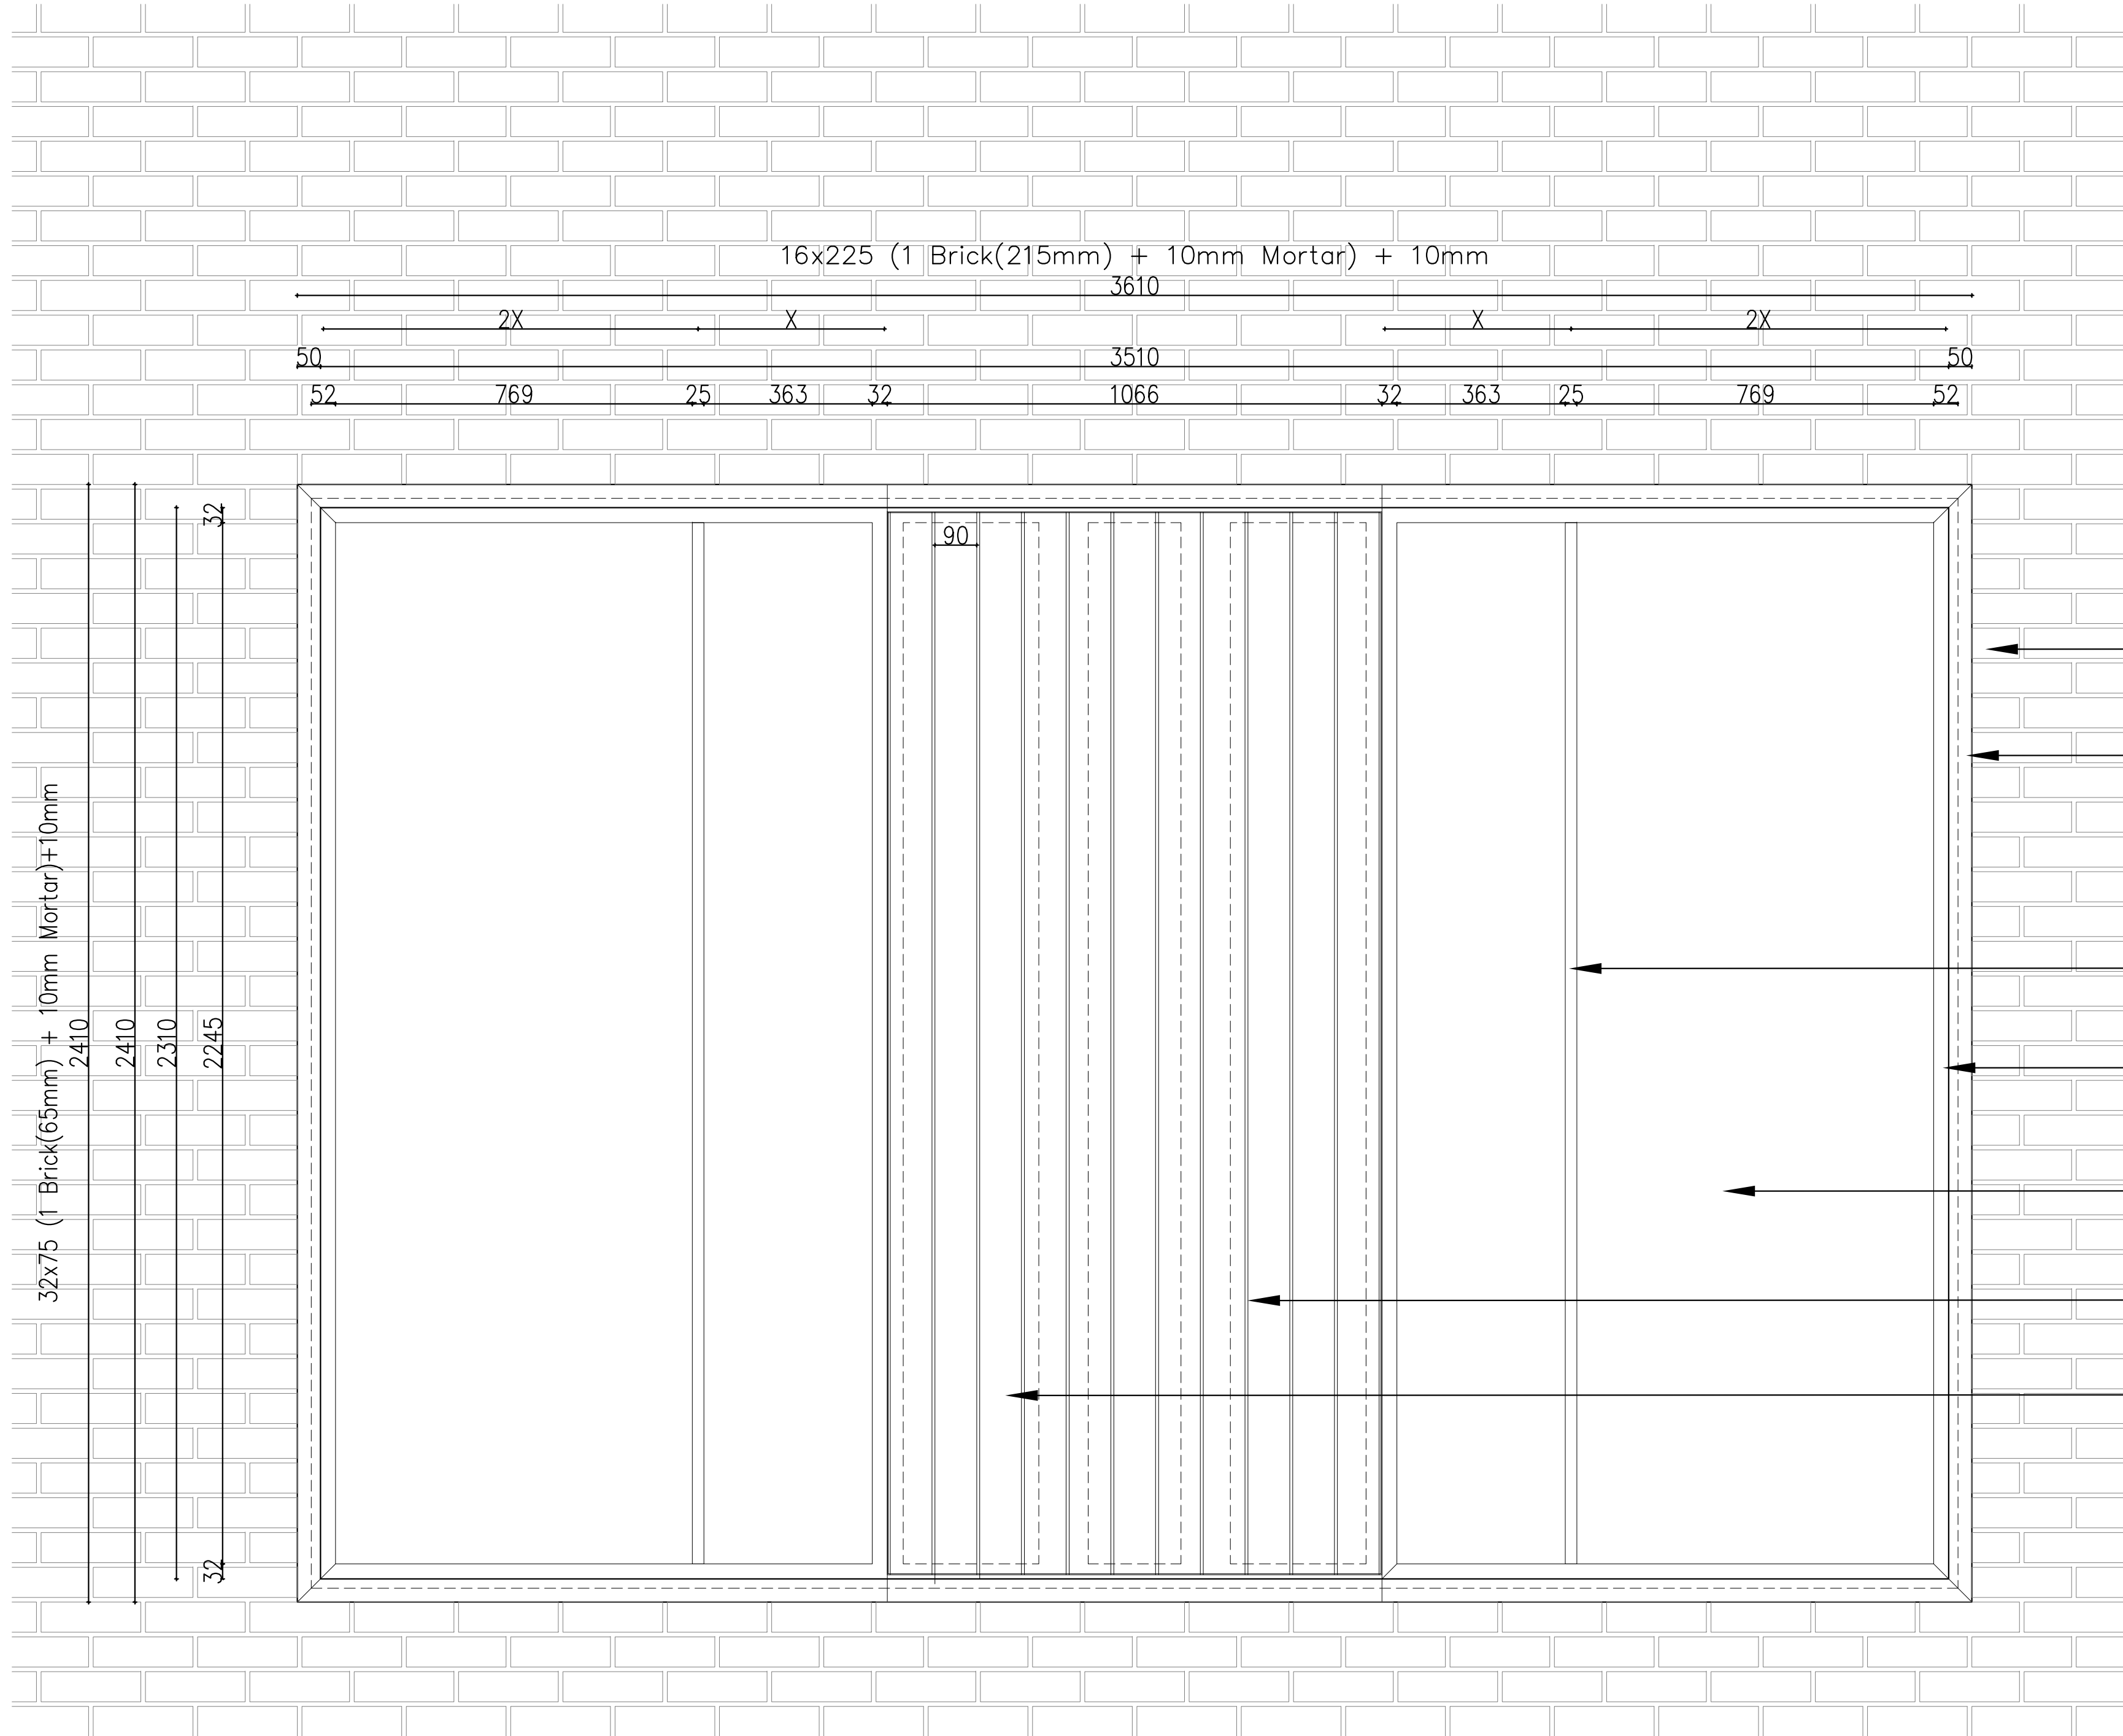 16x225 (1 Brick(215mm) + 10mm Mortar) + 10mm
3610
2X X X 2X
50 3510 50
52 769 25 363 32 1066 32 363 25 769 52
90
32
32x75 (1 Brick(65mm) + 10mm Mortar)+10mm
2410
2410
2310
2245
32